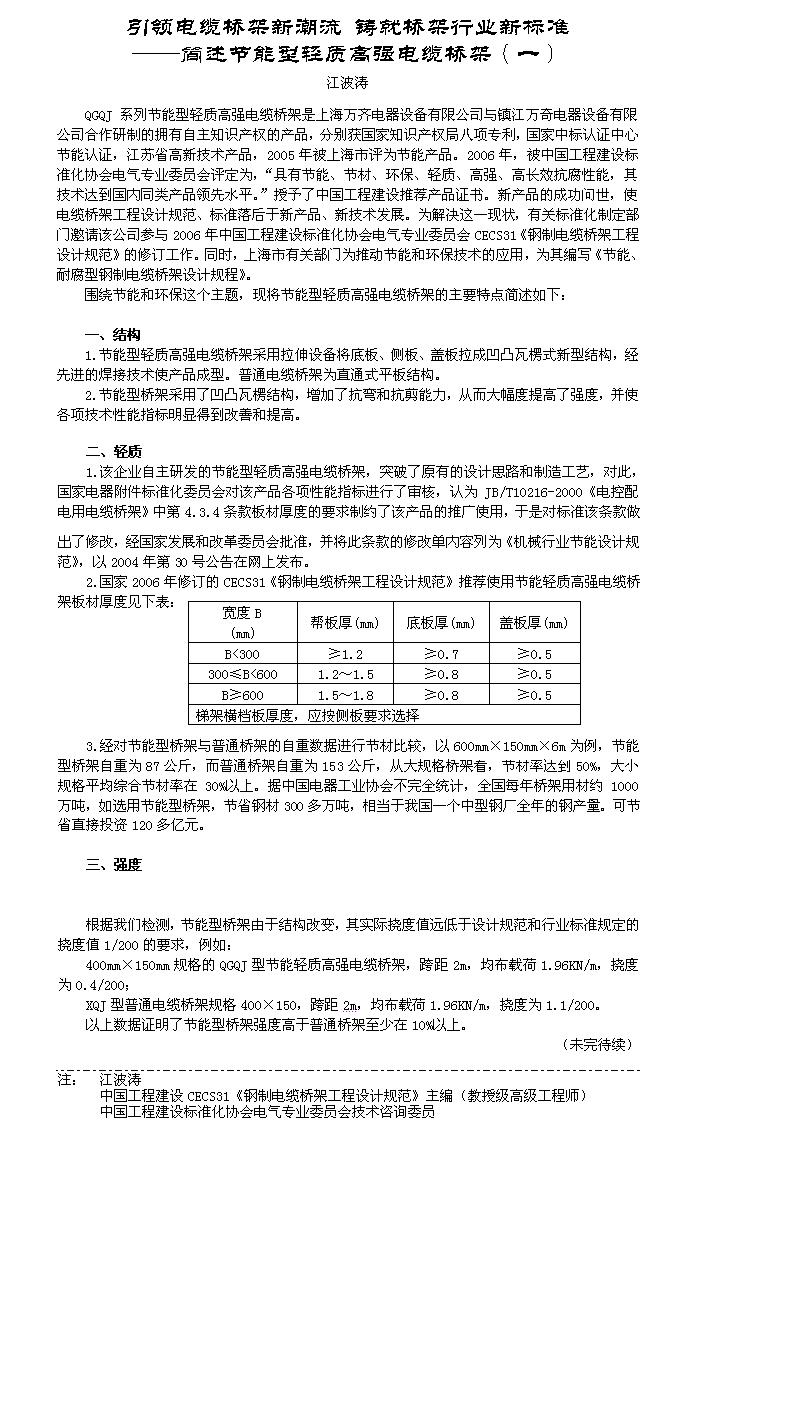 引领电缆桥架新潮流 铸就桥架行业新标准
——简述节能型轻质高强电缆桥架（一）
江波涛
QGQJ 系列节能型轻质高强电缆桥架是上海万齐电器设备有限公司与镇江万奇电器设备有限
公司合作研制的拥有自主知识产权的产品，分别获国家知识产权局八项专利，国家中标认证中心
节能认证，江苏省高新技术产品，2005 年被上海市评为节能产品。2006 年，被中国工程建设标
准化协会电气专业委员会评定为，“具有节能、节材、环保、轻质、高强、高长效抗腐性能，其
技术达到国内同类产品领先水平。”授予了中国工程建设推荐产品证书。新产品的成功问世，使
电缆桥架工程设计规范、标准落后于新产品、新技术发展。为解决这一现状，有关标准化制定部
门邀请该公司参与 2006 年中国工程建设标准化协会电气专业委员会 CECS31《钢制电缆桥架工程
设计规范》的修订工作。同时，上海市有关部门为推动节能和环保技术的应用，为其编写《节能、
耐腐型钢制电缆桥架设计规程》。
围绕节能和环保这个主题，现将节能型轻质高强电缆桥架的主要特点简述如下：
一、结构
1.节能型轻质高强电缆桥架采用拉伸设备将底板、侧板、盖板拉成凹凸瓦楞式新型结构，经
先进的焊接技术使产品成型。普通电缆桥架为直通式平板结构。
2.节能型桥架采用了凹凸瓦楞结构，增加了抗弯和抗剪能力，从而大幅度提高了强度，并使
各项技术性能指标明显得到改善和提高。
二、轻质
1.该企业自主研发的节能型轻质高强电缆桥架，突破了原有的设计思路和制造工艺，对此，
国家电器附件标准化委员会对该产品各项性能指标进行了审核，认为 JB/T10216-2000《电控配
电用电缆桥架》中第 4.3.4 条款板材厚度的要求制约了该产品的推广使用，于是对标准该条款做
出了修改，经国家发展和改革委员会批准，并将此条款的修改单内容列为《机械行业节能设计规
范》，以 2004 年第 30 号公告在网上发布。
2.国家 2006 年修订的 CECS31《钢制电缆桥架工程设计规范》推荐使用节能轻质高强电缆桥
架板材厚度见下表：
宽度 B (mm) 帮板厚(mm) 底板厚(mm) 盖板厚(mm)
B<300 ≥1.2 ≥0.7 ≥0.5
300≤B<600 1.2～1.5 ≥0.8 ≥0.5
B≥600 1.5～1.8 ≥0.8 ≥0.5
梯架横档板厚度，应按侧板要求选择
3.经对节能型桥架与普通桥架的自重数据进行节材比较，以 600mm×150mm×6m 为例，节能
型桥架自重为 87 公斤，而普通桥架自重为 153 公斤，从大规格桥架看，节材率达到 50%，大小
规格平均综合节材率在 30%以上。据中国电器工业协会不完全统计，全国每年桥架用材约 1000
万吨，如选用节能型桥架，节省钢材 300 多万吨，相当于我国一个中型钢厂全年的钢产量。可节
省直接投资 120 多亿元。
三、强度
根据我们检测，节能型桥架由于结构改变，其实际挠度值远低于设计规范和行业标准规定的
挠度值 1/200 的要求，例如：
400mm×150mm 规格的 QGQJ 型节能轻质高强电缆桥架，跨距 2m，均布载荷 1.96KN/m，挠度
为 0.4/200；
XQJ 型普通电缆桥架规格 400×150，跨距 2m，均布载荷 1.96KN/m，挠度为 1.1/200。
以上数据证明了节能型桥架强度高于普通桥架至少在 10%以上。
（未完待续）
注： 江波涛
中国工程建设 CECS31《钢制电缆桥架工程设计规范》主编（教授级高级工程师）
中国工程建设标准化协会电气专业委员会技术咨询委员